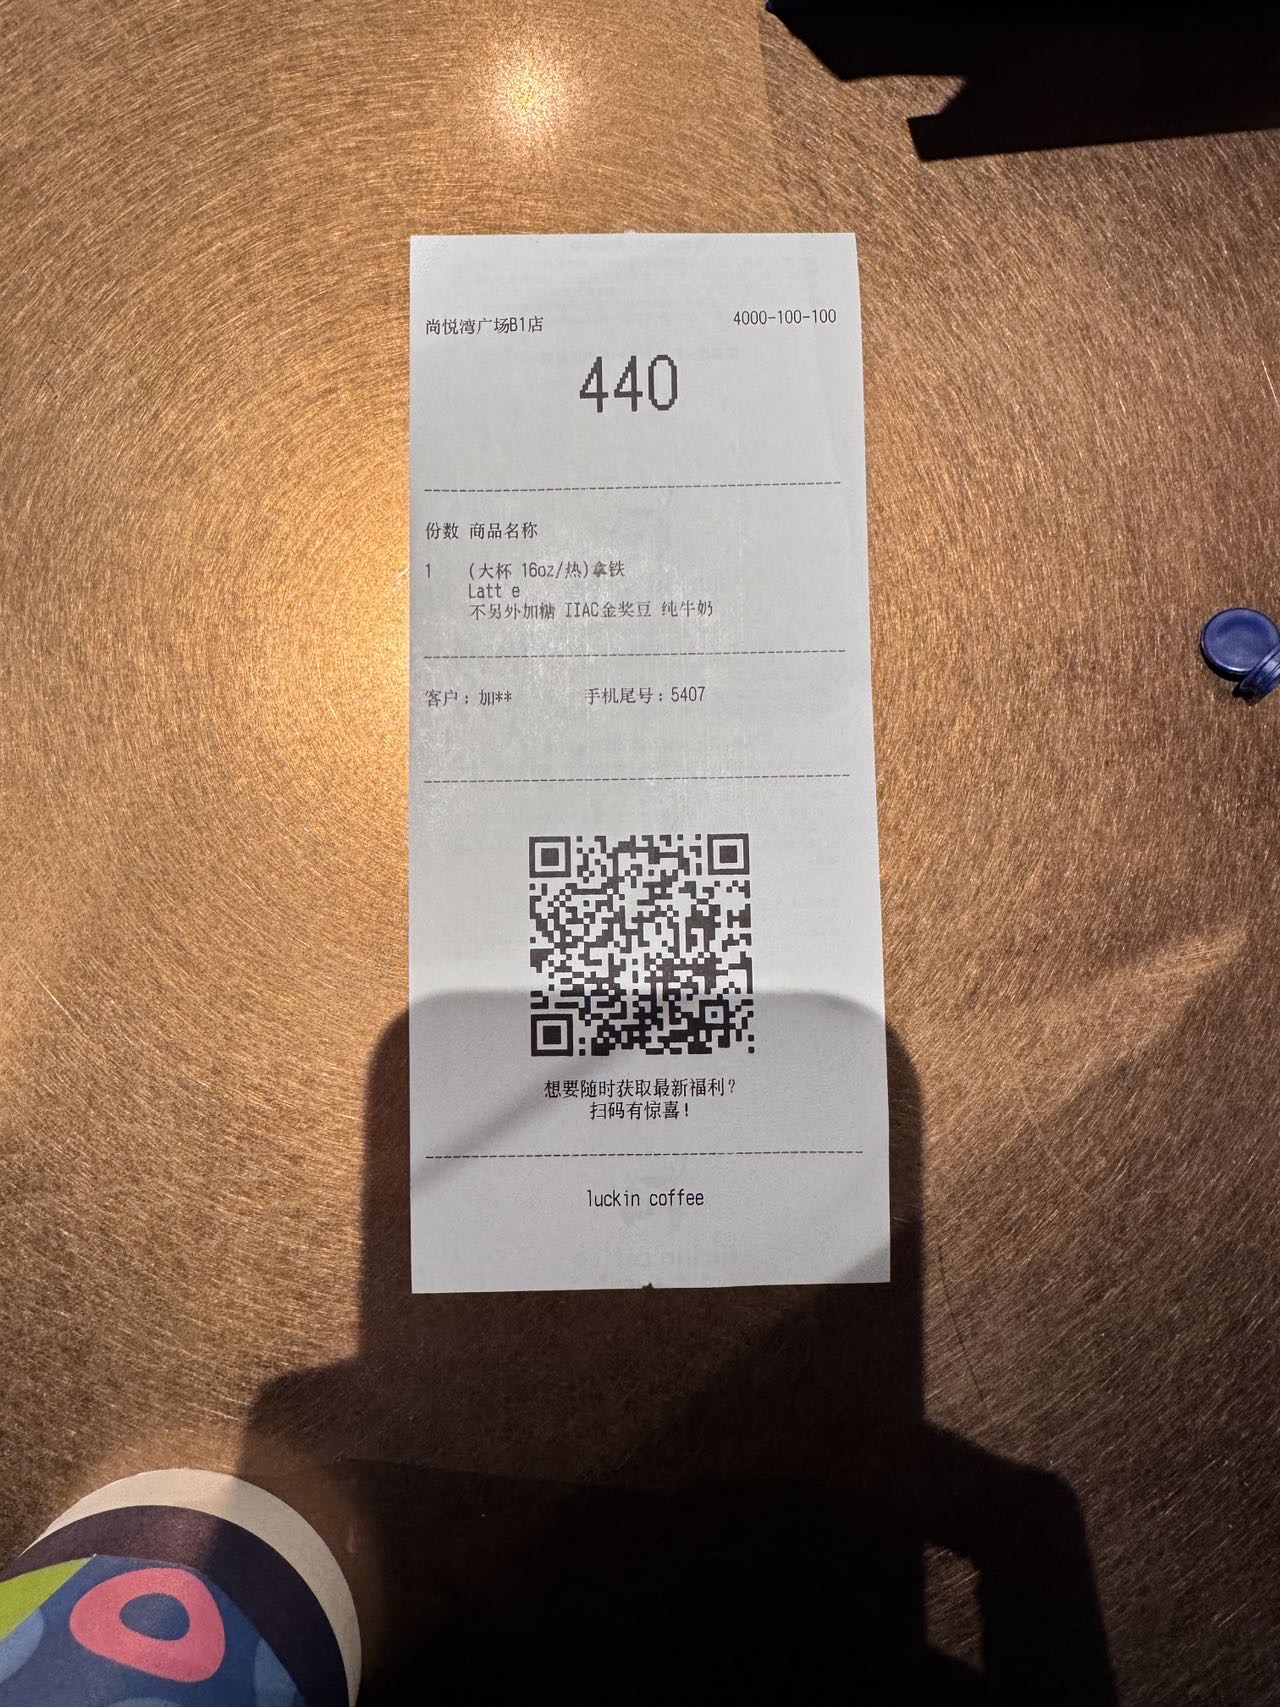 尚悦湾广场B1店 4000-100-100
440
份数 商品名称
1 (大杯 16oz/热)拿铁
Latt e
不另外加糖 IIAC金奖豆 纯牛奶
客户: 加** 手机尾号: 5407
想要随时获取最新福利?
扫码有惊喜!
luckin coffee